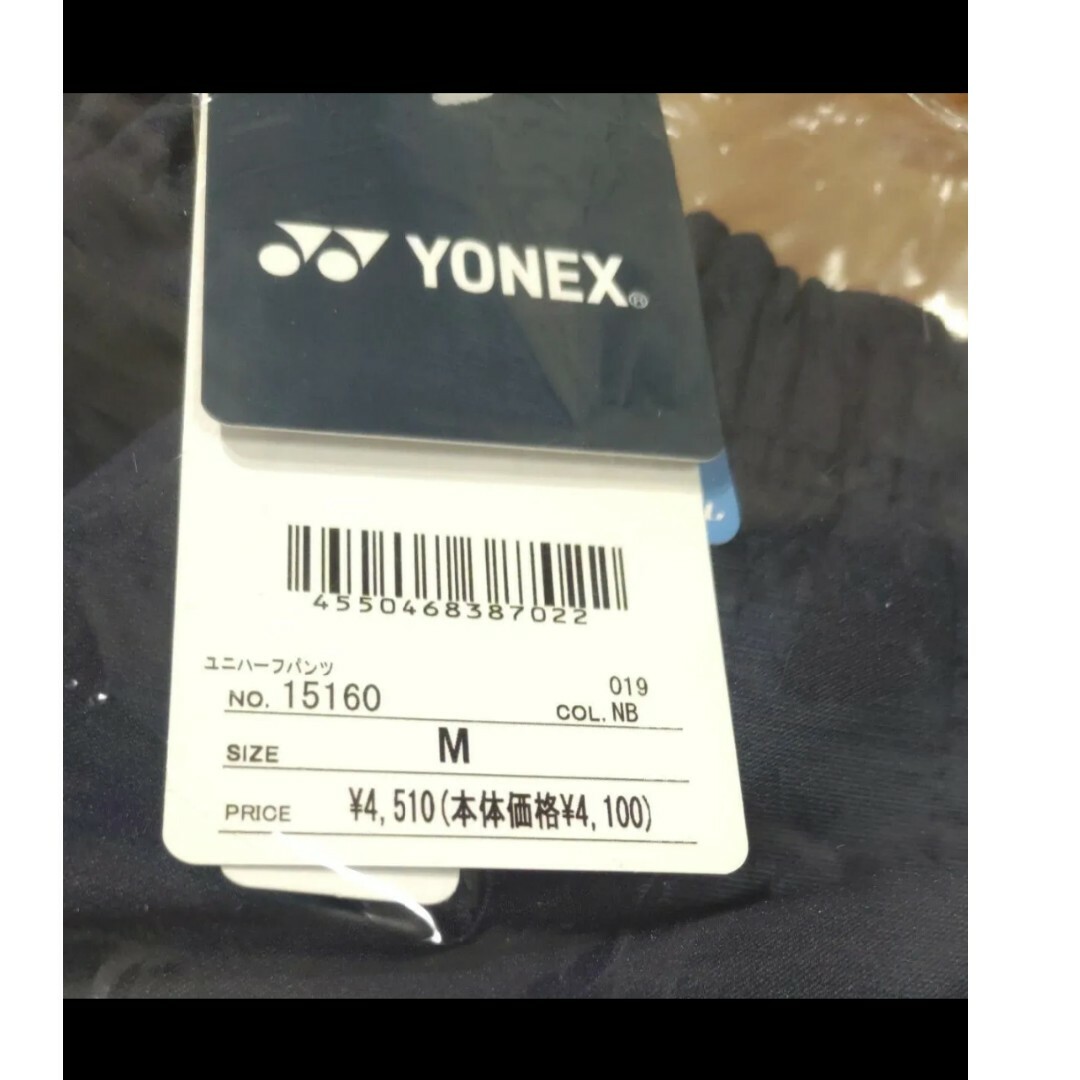 YONEX®
4550468387022
ユニハーフパンツ
NO. 15160 019
COL. NB
SIZE M
PRICE ¥4,510(本体価格¥4,100)